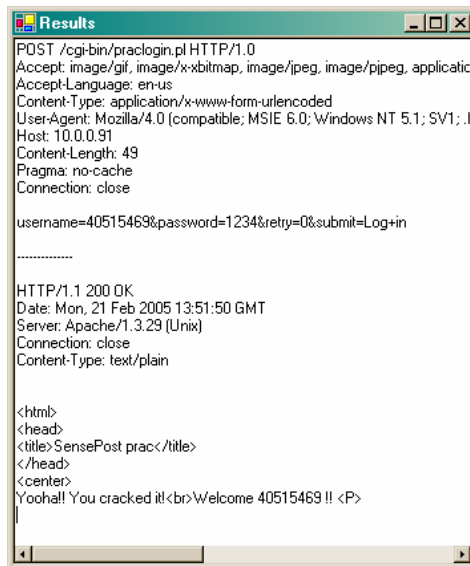 Results
POST /cgi-bin/praclogin.pl HTTP/1.0
Accept: image/gif, image/x-xbitmap, image/jpeg, image/pjpeg, applicatio
Accept-Language: en-us
Content-Type: application/x-www-form-urlencoded
User-Agent: Mozilla/4.0 (compatible; MSIE 6.0; Windows NT 5.1; SV1; .
Host: 10.0.0.91
Content-Length: 49
Pragma: no-cache
Connection: close

username=40515469&password=1234&retry=0&submit=Log+in

--------------

HTTP/1.1 200 OK
Date: Mon, 21 Feb 2005 13:51:50 GMT
Server: Apache/1.3.29 (Unix)
Connection: close
Content-Type: text/plain

<html>
<head>
<title>SensePost prac</title>
</head>
<center>
Yooha!! You cracked it!<br>Welcome 40515469 !! <P>